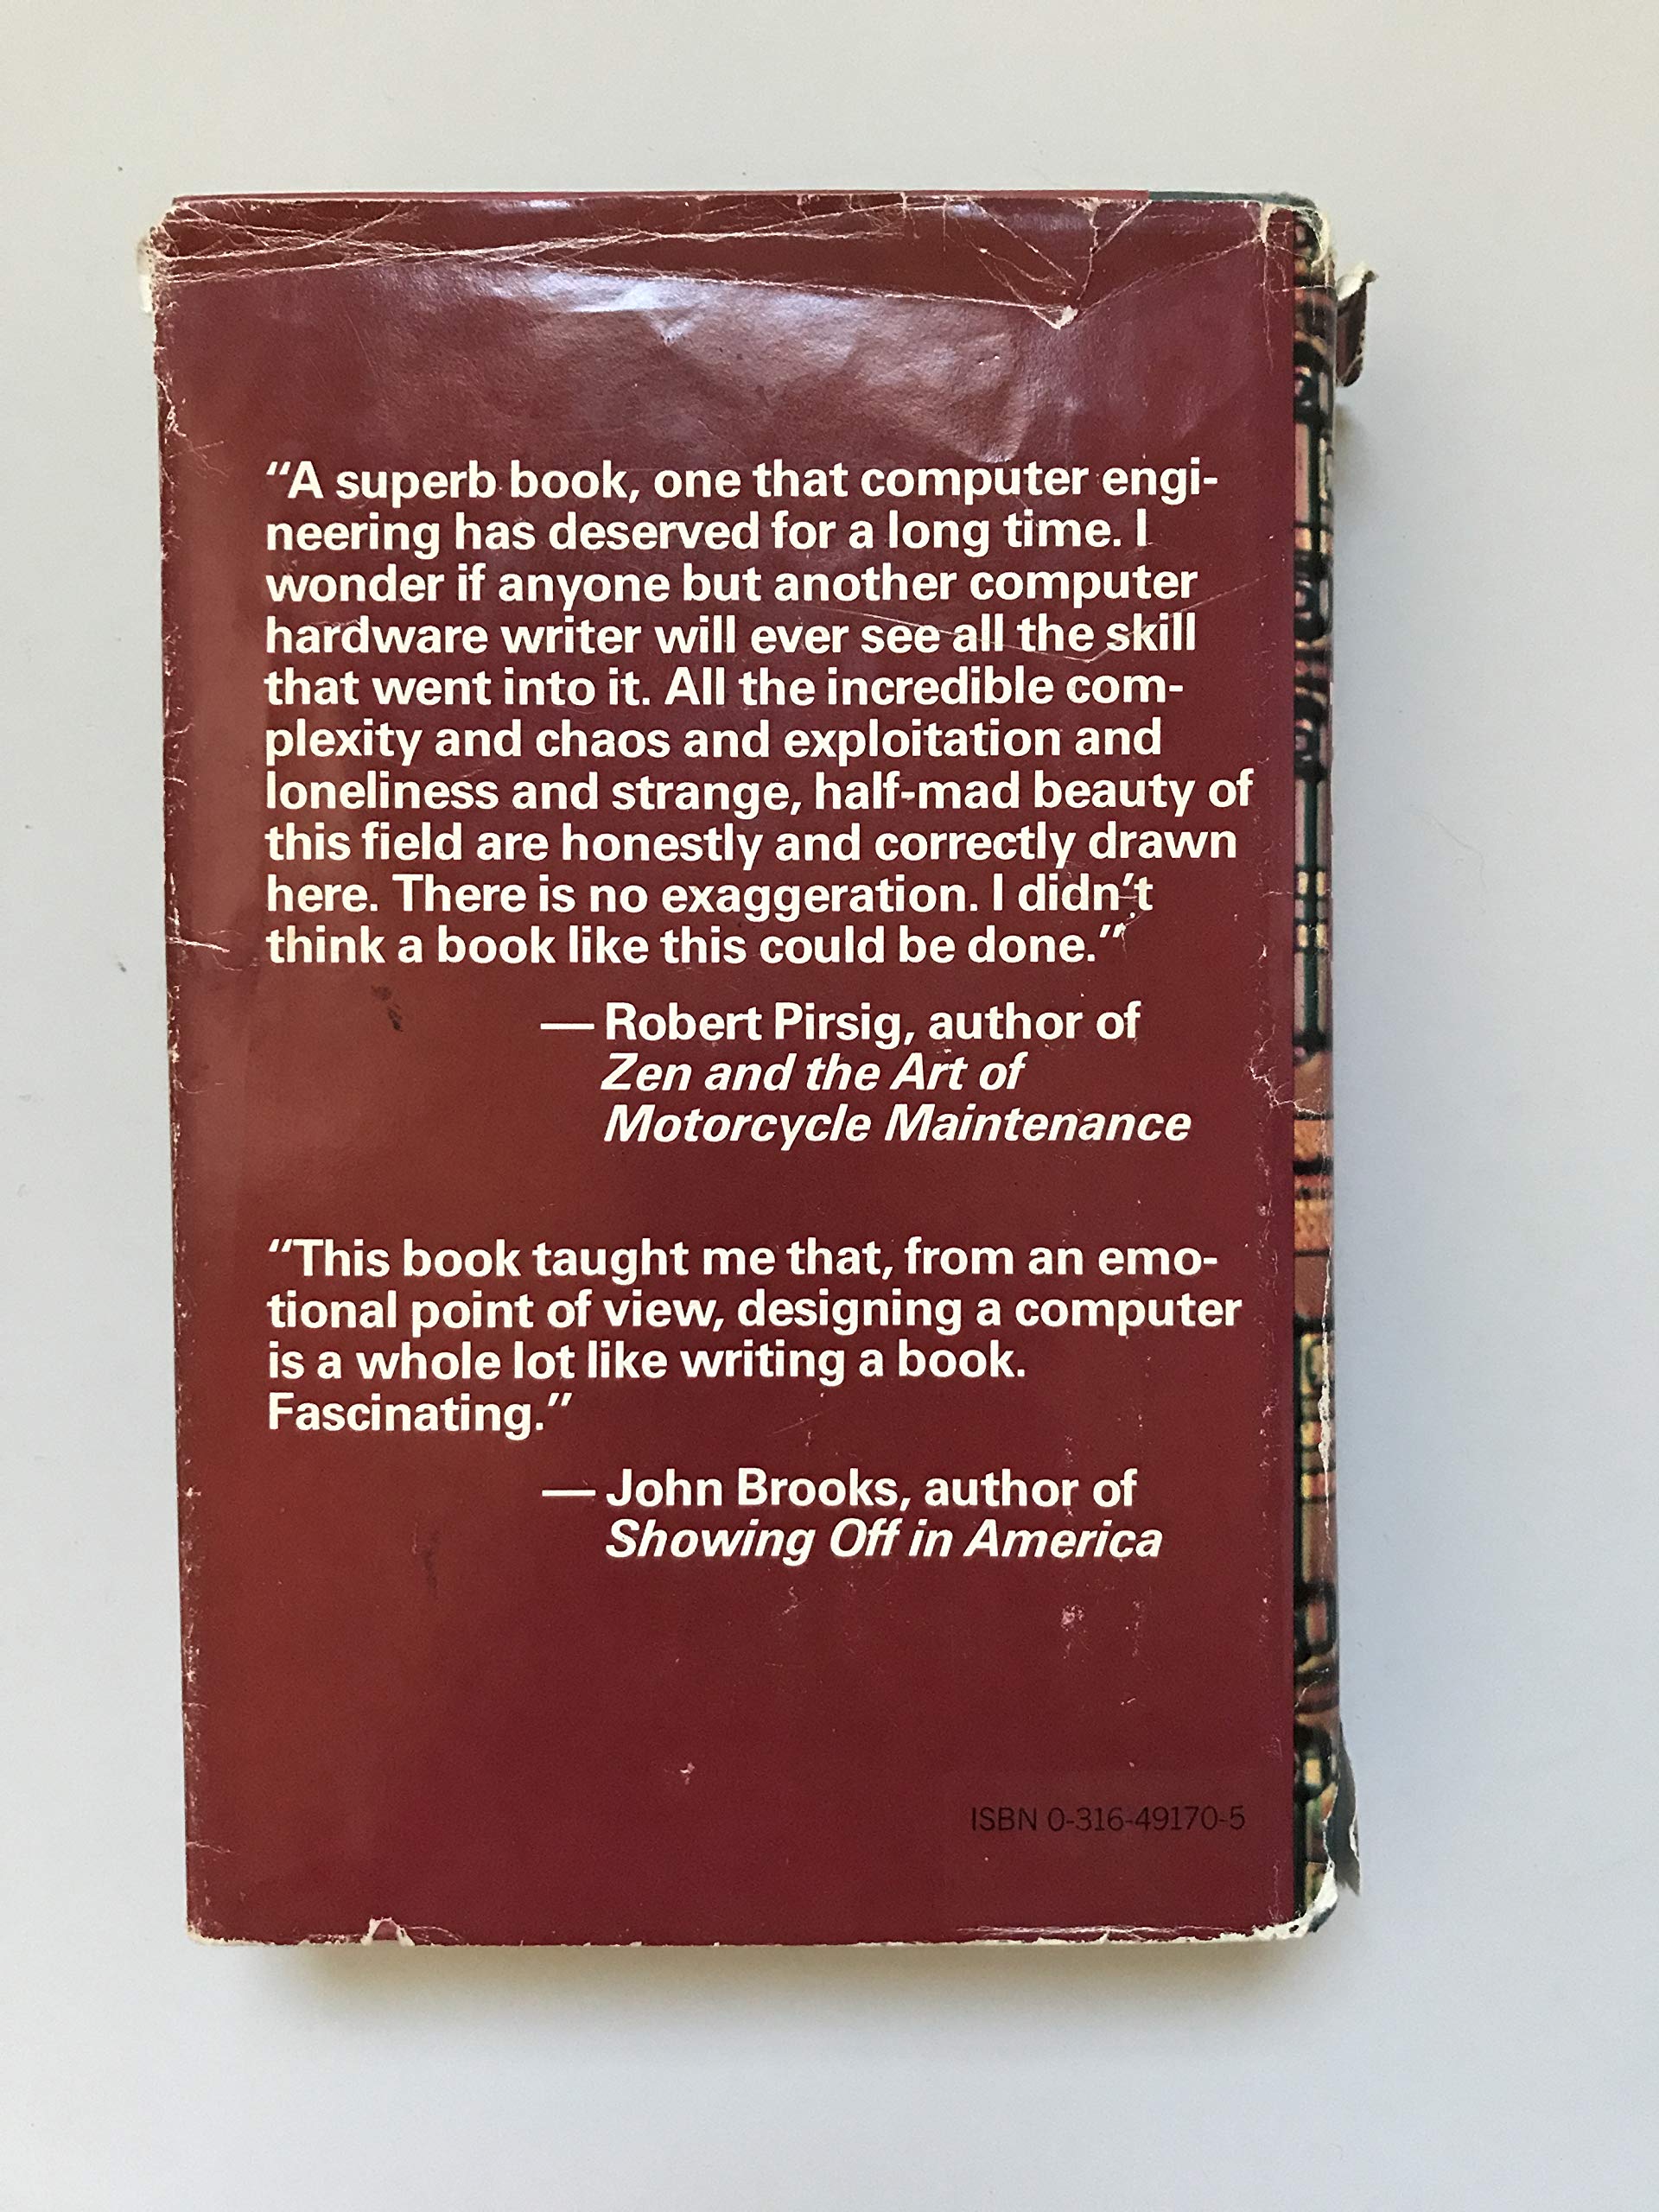 “A superb book, one that computer engi-
neering has deserved for a long time. I
wonder if anyone but another computer
hardware writer will ever see all the skill
that went into it. All the incredible com-
plexity and chaos and exploitation and
loneliness and strange, half-mad beauty of
this field are honestly and correctly drawn
here. There is no exaggeration. I didn’t
think a book like this could be done.”
— Robert Pirsig, author of
Zen and the Art of
Motorcycle Maintenance
“This book taught me that, from an emo-
tional point of view, designing a computer
is a whole lot like writing a book.
Fascinating.”
— John Brooks, author of
Showing Off in America
ISBN 0-316-49170-5